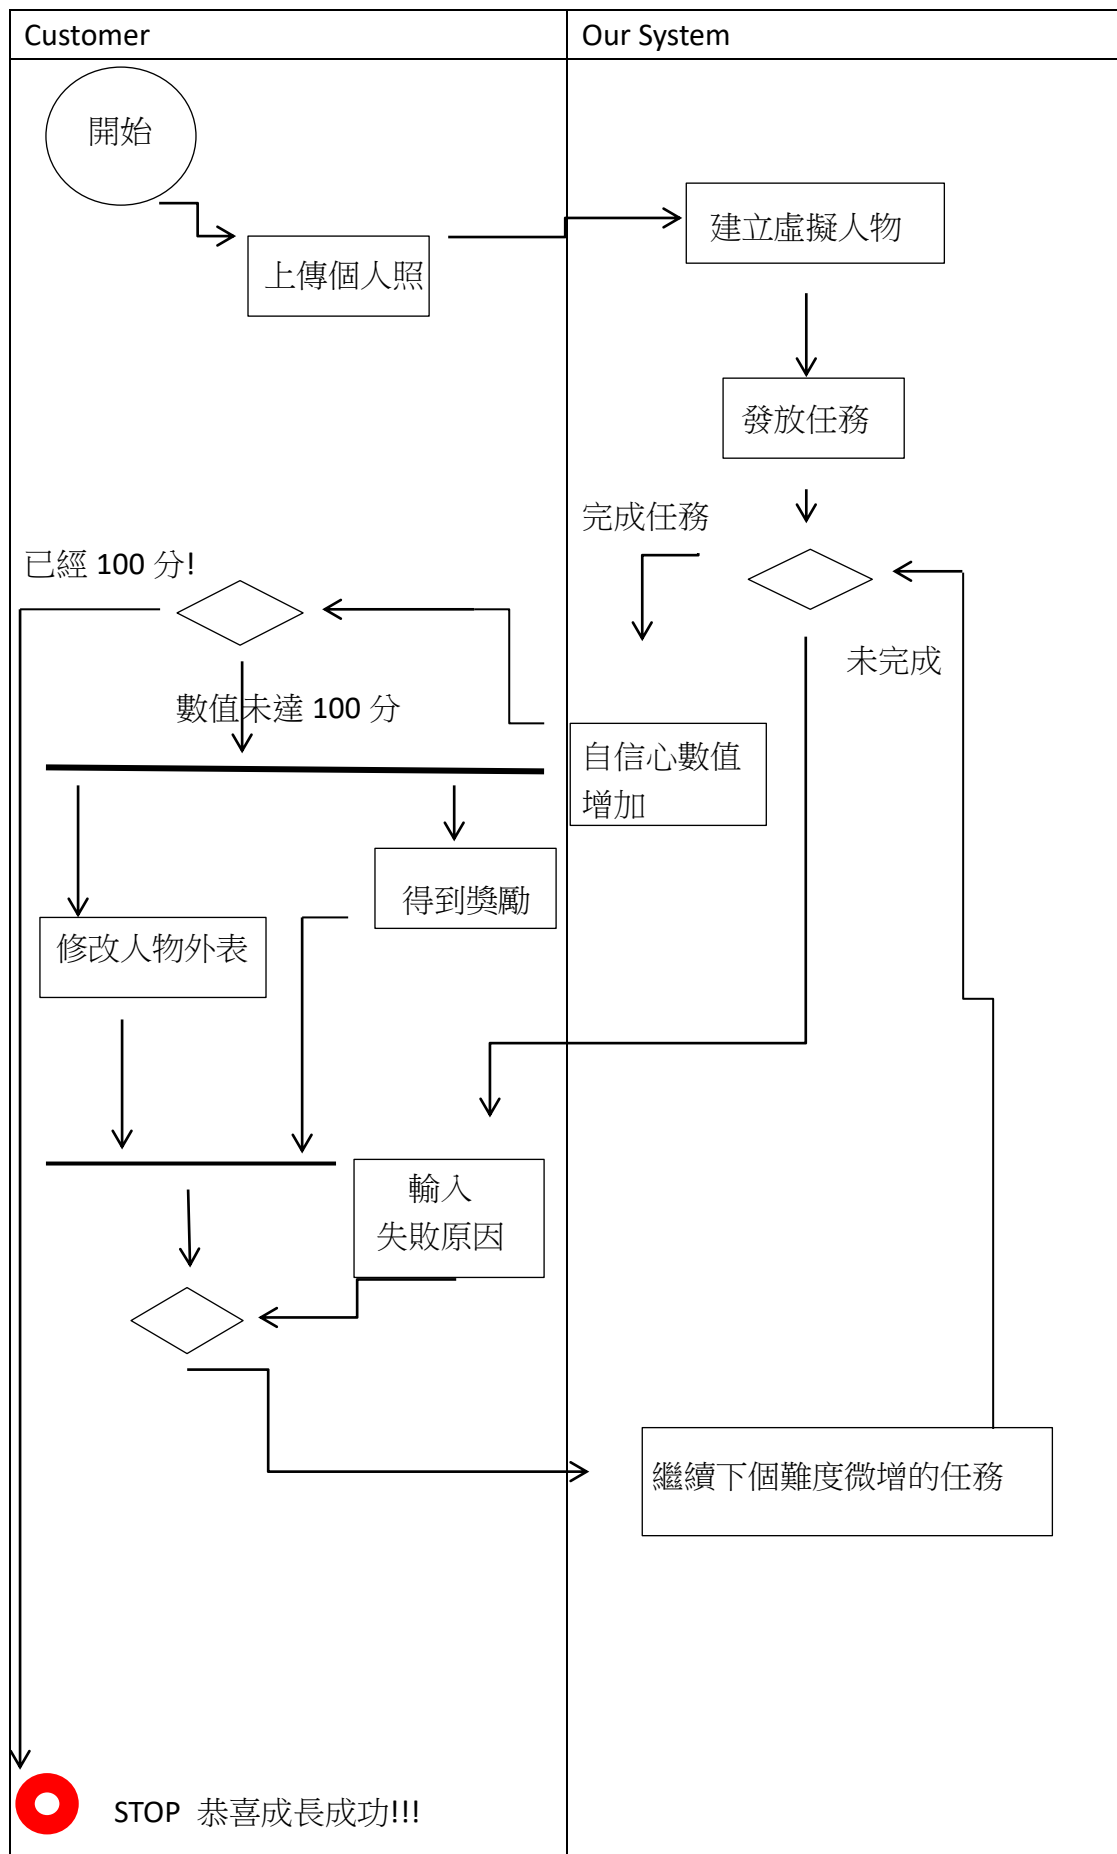 Customer
Our System
開始
建立虛擬人物
上傳個人照
發放任務
完成任務
已經 100 分!
未完成
數值未達 100 分
自信心數值
增加
得到獎勵
修改人物外表
輸入
失敗原因
繼續下個難度微增的任務
STOP 恭喜成長成功!!!